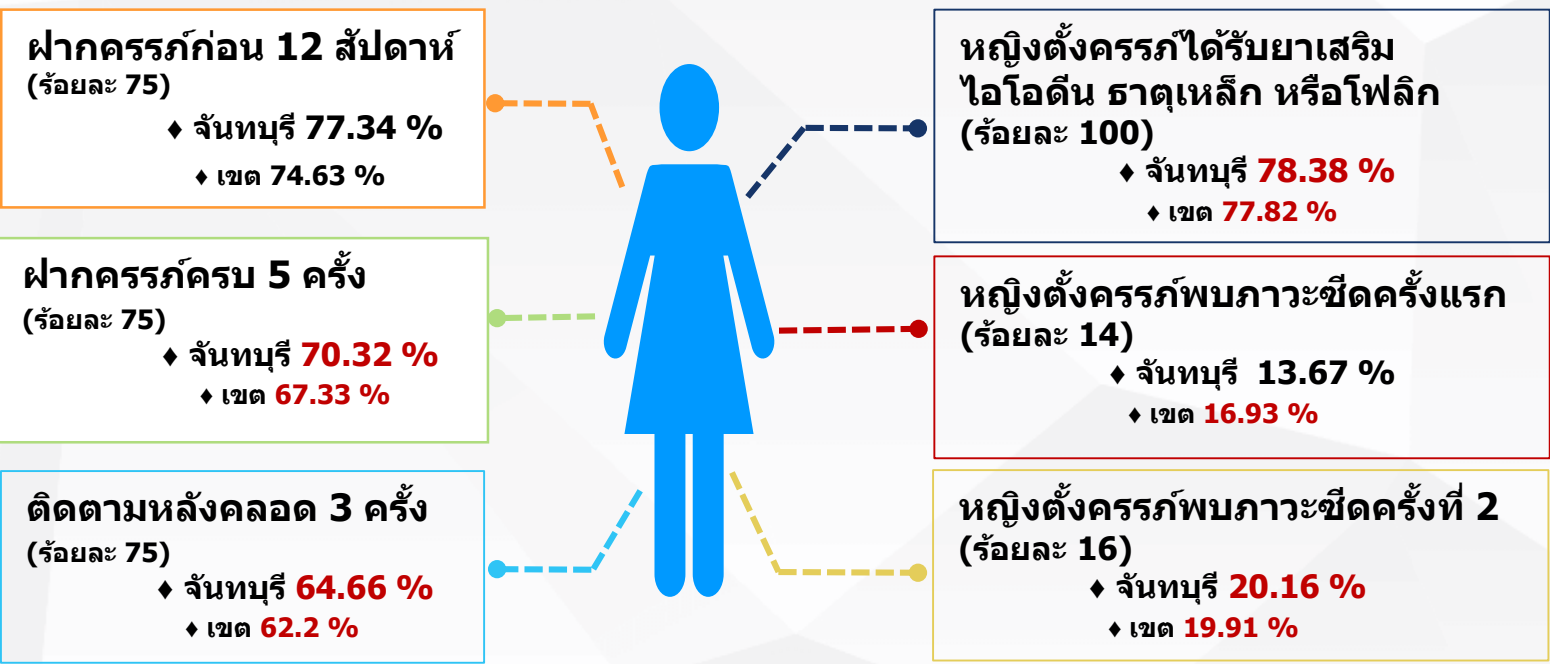 ฝากครรภ์ก่อน 12 สัปดาห์
(ร้อยละ 75)
♦ จันทบุรี 77.34 %
♦ เขต 74.63 %
ฝากครรภ์ครบ 5 ครั้ง
(ร้อยละ 75)
♦ จันทบุรี 70.32 %
♦ เขต 67.33 %
ติดตามหลังคลอด 3 ครั้ง
(ร้อยละ 75)
♦ จันทบุรี 64.66 %
♦ เขต 62.2 %
หญิงตั้งครรภ์ได้รับยาเสริม
ไอโอดีน ธาตุเหล็ก หรือโฟลิก
(ร้อยละ 100)
♦ จันทบุรี 78.38 %
♦ เขต 77.82 %
หญิงตั้งครรภ์พบภาวะซีดครั้งแรก
(ร้อยละ 14)
♦ จันทบุรี 13.67 %
♦ เขต 16.93 %
หญิงตั้งครรภ์พบภาวะซีดครั้งที่ 2
(ร้อยละ 16)
♦ จันทบุรี 20.16 %
♦ เขต 19.91 %